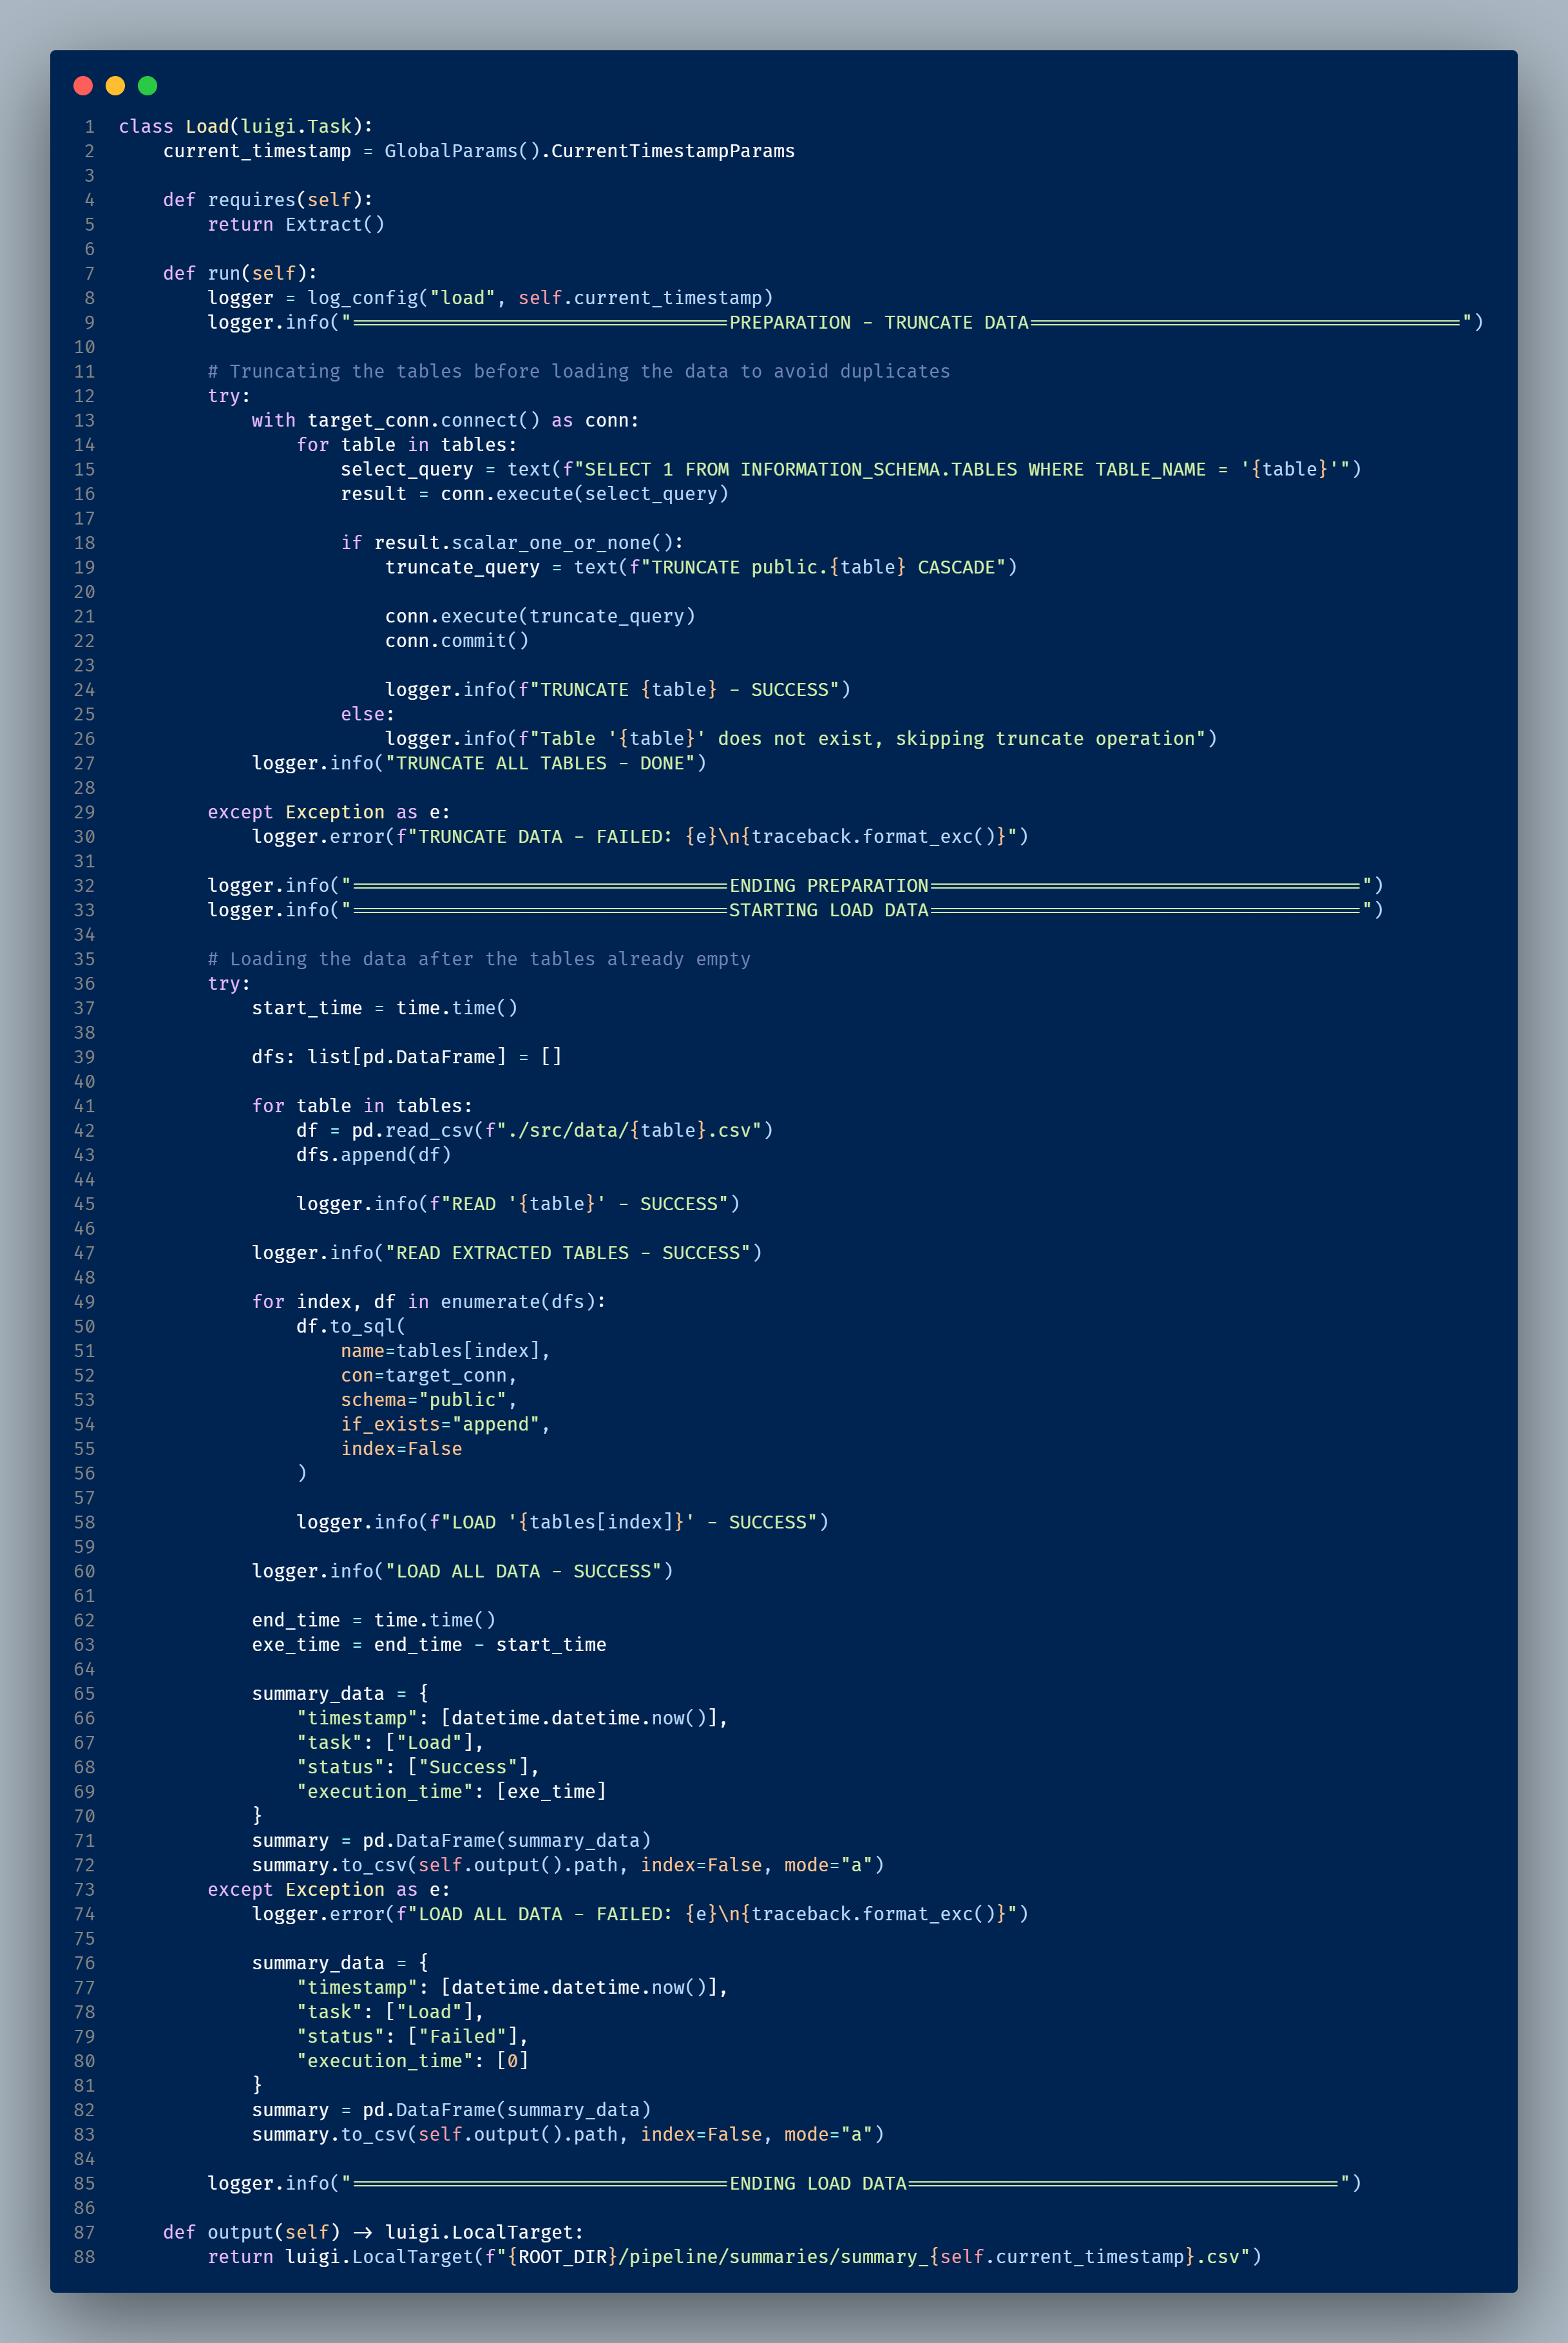 1 class Load(luigi.Task):
2     current_timestamp = GlobalParams().CurrentTimestampParams
3
4     def requires(self):
5         return Extract()
6
7     def run(self):
8         logger = log_config("load", self.current_timestamp)
9         logger.info("==================================PREPARATION - TRUNCATE DATA=======================================")
10
11         # Truncating the tables before loading the data to avoid duplicates
12         try:
13             with target_conn.connect() as conn:
14                 for table in tables:
15                     select_query = text(f"SELECT 1 FROM INFORMATION_SCHEMA.TABLES WHERE TABLE_NAME = '{table}'")
16                     result = conn.execute(select_query)
17
18                     if result.scalar_one_or_none():
19                         truncate_query = text(f"TRUNCATE public.{table} CASCADE")
20
21                         conn.execute(truncate_query)
22                         conn.commit()
23
24                         logger.info(f"TRUNCATE {table} - SUCCESS")
25                     else:
26                         logger.info(f"Table '{table}' does not exist, skipping truncate operation")
27             logger.info("TRUNCATE ALL TABLES - DONE")
28
29         except Exception as e:
30             logger.error(f"TRUNCATE DATA - FAILED: {e}\n{traceback.format_exc()}")
31
32         logger.info("==================================ENDING PREPARATION=======================================")
33         logger.info("==================================STARTING LOAD DATA=======================================")
34
35         # Loading the data after the tables already empty
36         try:
37             start_time = time.time()
38
39             dfs: list[pd.DataFrame] = []
40
41             for table in tables:
42                 df = pd.read_csv(f"./src/data/{table}.csv")
43                 dfs.append(df)
44
45                 logger.info(f"READ '{table}' - SUCCESS")
46
47             logger.info("READ EXTRACTED TABLES - SUCCESS")
48
49             for index, df in enumerate(dfs):
50                 df.to_sql(
51                     name=tables[index],
52                     con=target_conn,
53                     schema="public",
54                     if_exists="append",
55                     index=False
56                 )
57
58                 logger.info(f"LOAD '{tables[index]}' - SUCCESS")
59
60             logger.info("LOAD ALL DATA - SUCCESS")
61
62             end_time = time.time()
63             exe_time = end_time - start_time
64
65             summary_data = {
66                 "timestamp": [datetime.datetime.now()],
67                 "task": ["Load"],
68                 "status": ["Success"],
69                 "execution_time": [exe_time]
70             }
71             summary = pd.DataFrame(summary_data)
72             summary.to_csv(self.output().path, index=False, mode="a")
73         except Exception as e:
74             logger.error(f"LOAD ALL DATA - FAILED: {e}\n{traceback.format_exc()}")
75
76             summary_data = {
77                 "timestamp": [datetime.datetime.now()],
78                 "task": ["Load"],
79                 "status": ["Failed"],
80                 "execution_time": [0]
81             }
82             summary = pd.DataFrame(summary_data)
83             summary.to_csv(self.output().path, index=False, mode="a")
84
85         logger.info("==================================ENDING LOAD DATA=======================================")
86
87     def output(self) -> luigi.LocalTarget:
88         return luigi.LocalTarget(f"{ROOT_DIR}/pipeline/summaries/summary_{self.current_timestamp}.csv")